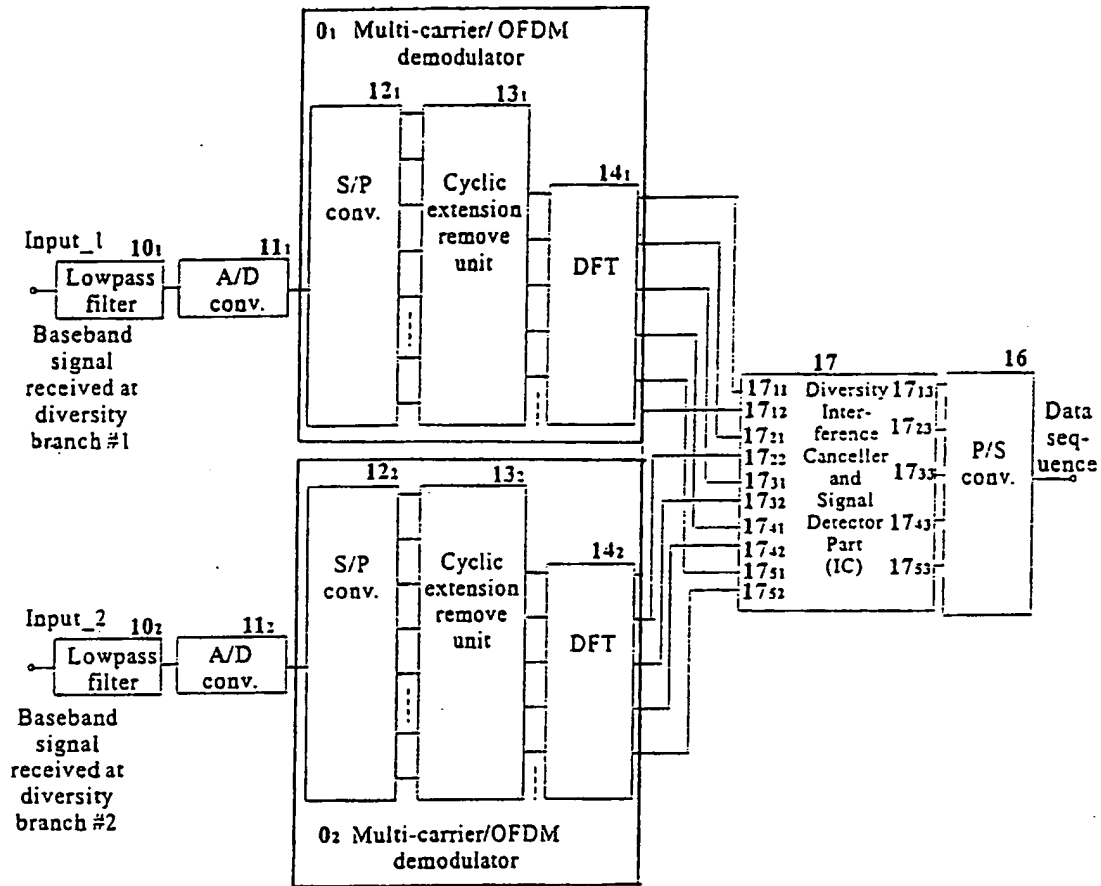 0₁ Multi-carrier/ OFDM
demodulator
12₁
13₁
14₁
S/P
conv.
Cyclic
extension
remove
unit
DFT
Input_1
10₁
11₁
Lowpass
filter
A/D
conv.
Baseband
signal
received at
diversity
branch #1
17
16
17₁₁
17₁₂
17₂₁
17₂₂
17₃₁
17₃₂
17₄₁
17₄₂
17₅₁
17₅₂
Diversity
Inter-
ference
Canceller
and
Signal
Detector
Part
(IC)
17₁₃
17₂₃
17₃₃
17₄₃
17₅₃
P/S
conv.
Data
seq-
uence
12₂
13₂
14₂
S/P
conv.
Cyclic
extension
remove
unit
DFT
Input_2
10₂
11₂
Lowpass
filter
A/D
conv.
Baseband
signal
received at
diversity
branch #2
0₂ Multi-carrier/OFDM
demodulator